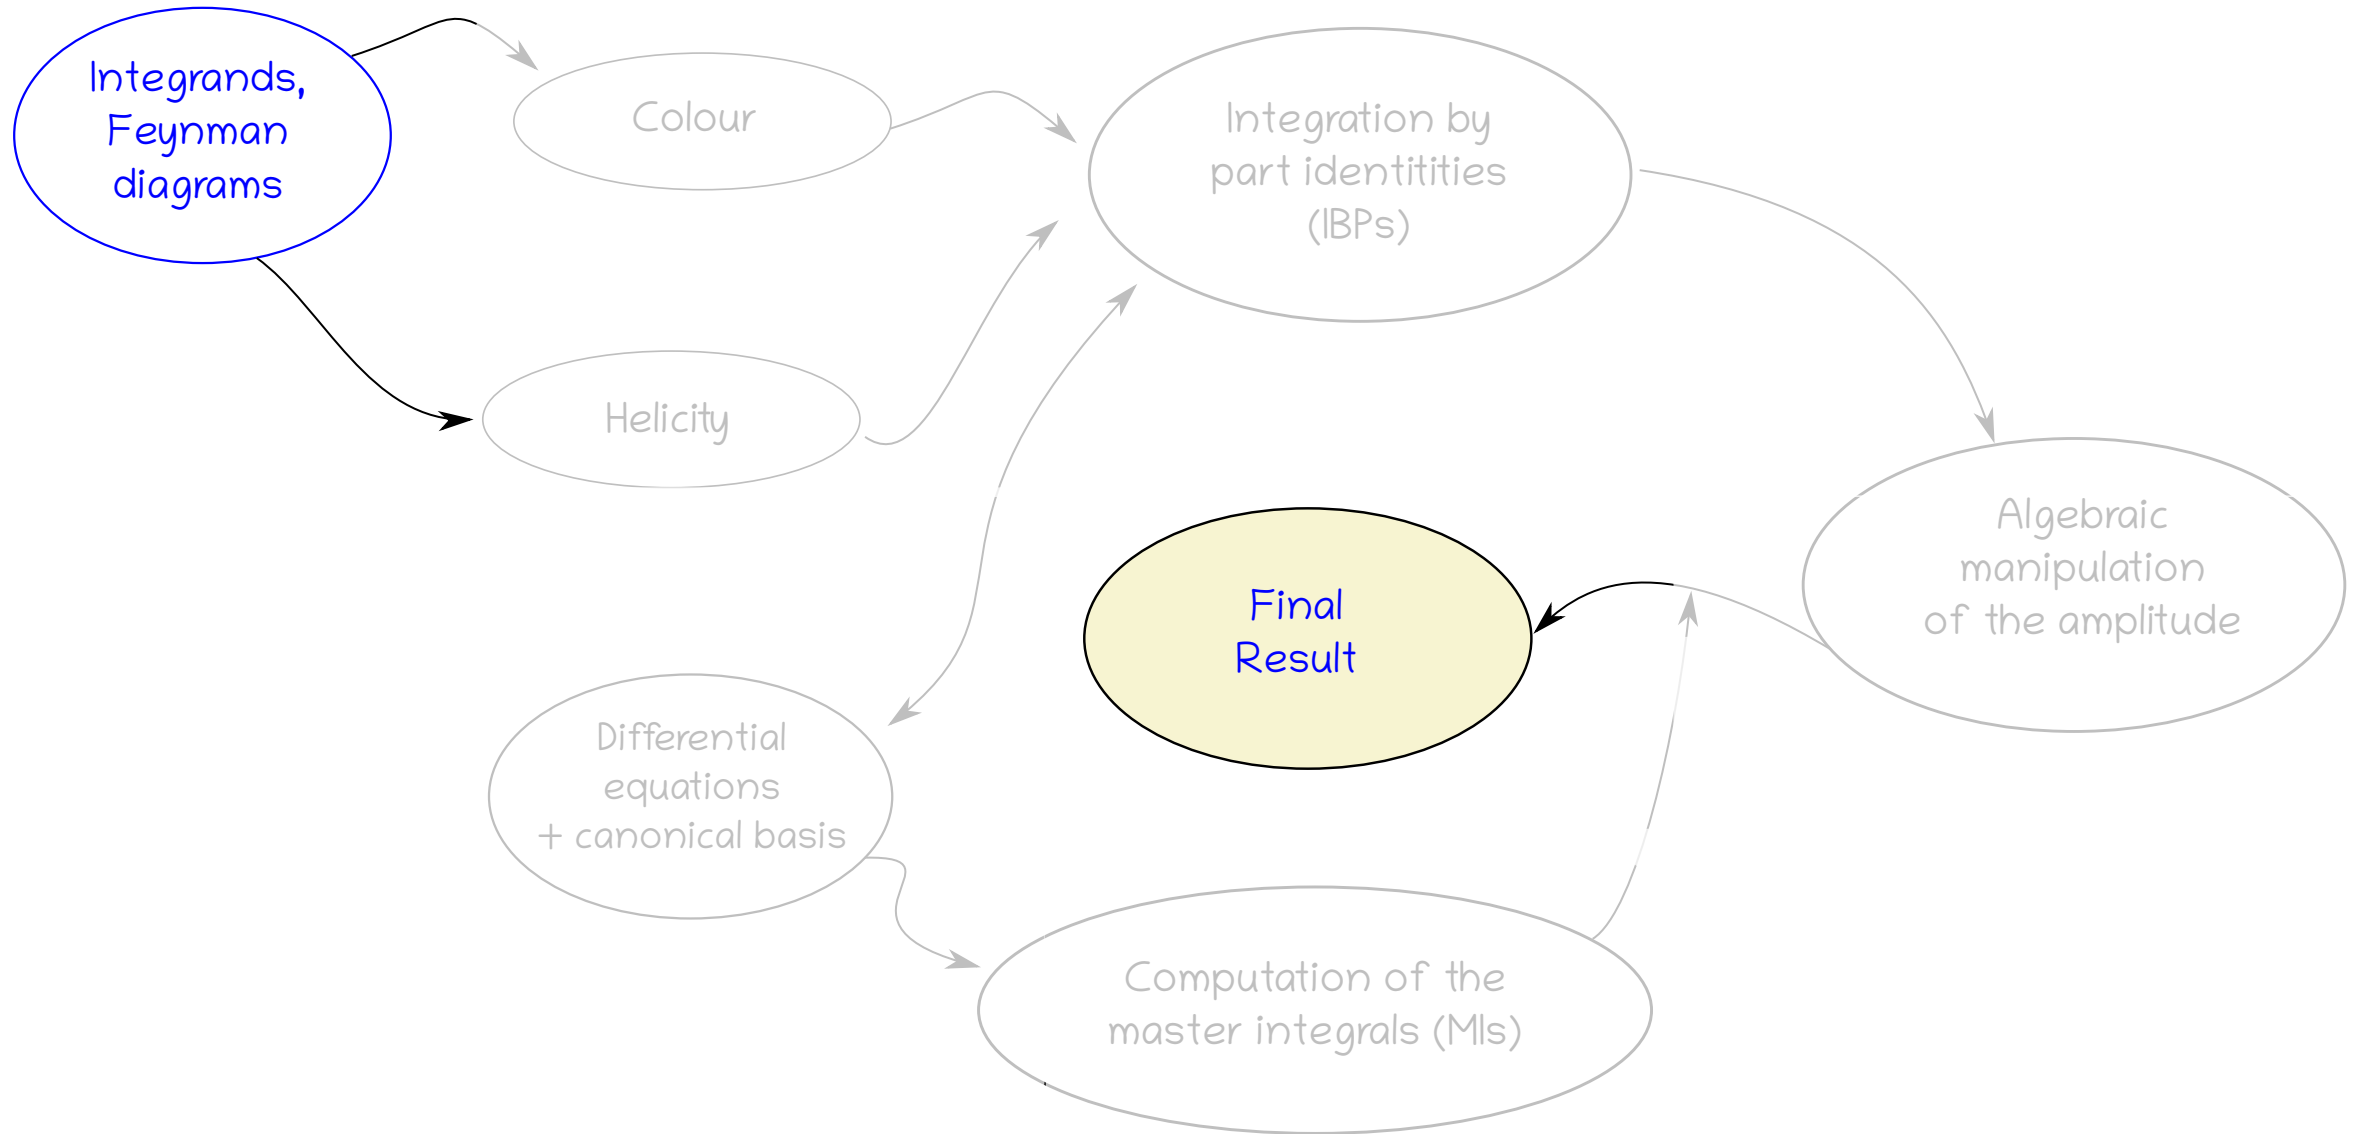 Integrands,
Feynman
diagrams
Colour
Integration by
part identitities
(IBPs)
Helicity
Algebraic
manipulation
of the amplitude
Final
Result
Differential
equations
+ canonical basis
Computation of the
master integrals (MIs)